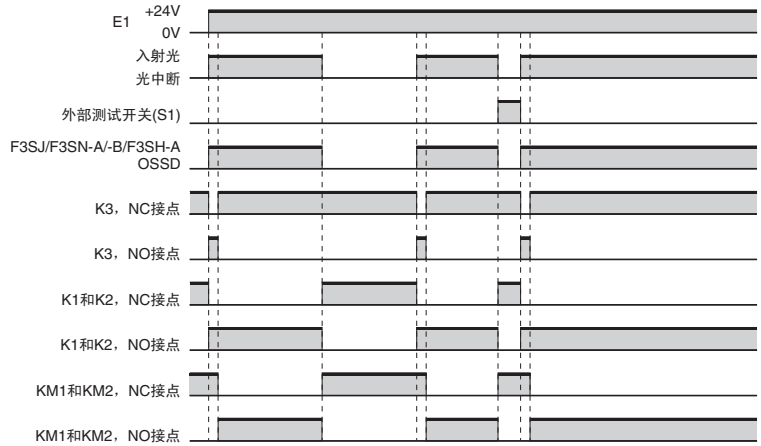 E1
+24V
0V
入射光
光中断
外部测试开关(S1)
F3SJ/F3SN-A/-B/F3SH-A
OSSD
K3，NC接点
K3，NO接点
K1和K2，NC接点
K1和K2，NO接点
KM1和KM2，NC接点
KM1和KM2，NO接点